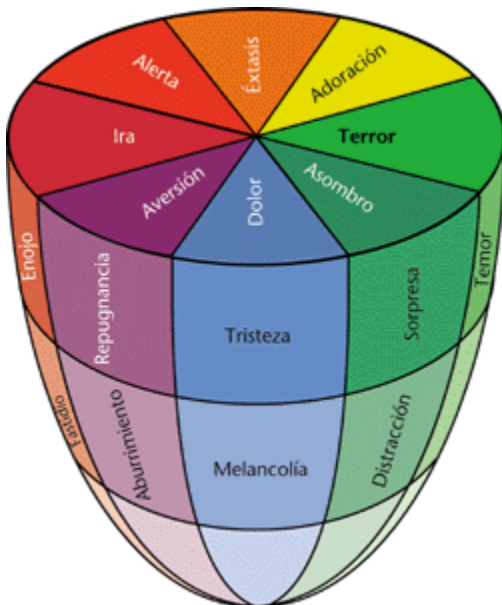 Alerta
Éxtasis
Adoración
Ira
Terror
Aversión
Dolor
Asombro
Enojo
Repugnancia
Tristeza
Sorpresa
Temor
Fastidio
Aburrimiento
Melancolía
Distracción